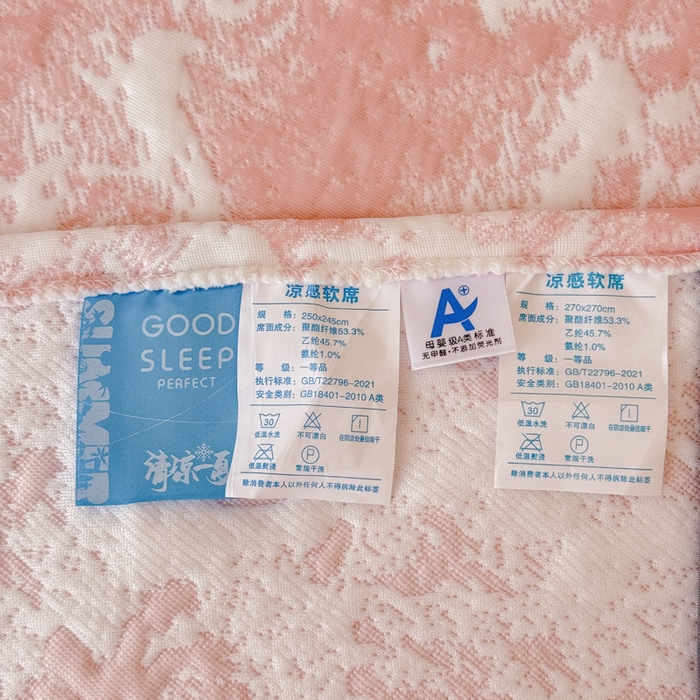 SUMMER
GOOD
SLEEP
PERFECT
清凉一夏
凉感软席
规 格：250x245cm
席面成分：聚酯纤维53.3%
乙纶45.7%
氨纶1.0%
等 级：一等品
执行标准：GB/T22796-2021
安全类别：GB18401-2010 A类
30
低温水洗
不可漂白
在阴凉处悬挂晾干
低温熨烫
P
常规干洗
除消费者本人以外任何人不得拆除此标签
A+
母婴级A类标准
无甲醛·不添加荧光剂
凉感软席
规 格：270x270cm
席面成分：聚酯纤维53.3%
乙纶45.7%
氨纶1.0%
等 级：一等品
执行标准：GB/T22796-2021
安全类别：GB18401-2010 A类
30
低温水洗
不可漂白
在阴凉处悬挂晾干
低温熨烫
P
常规干洗
除消费者本人以外任何人不得拆除此标签